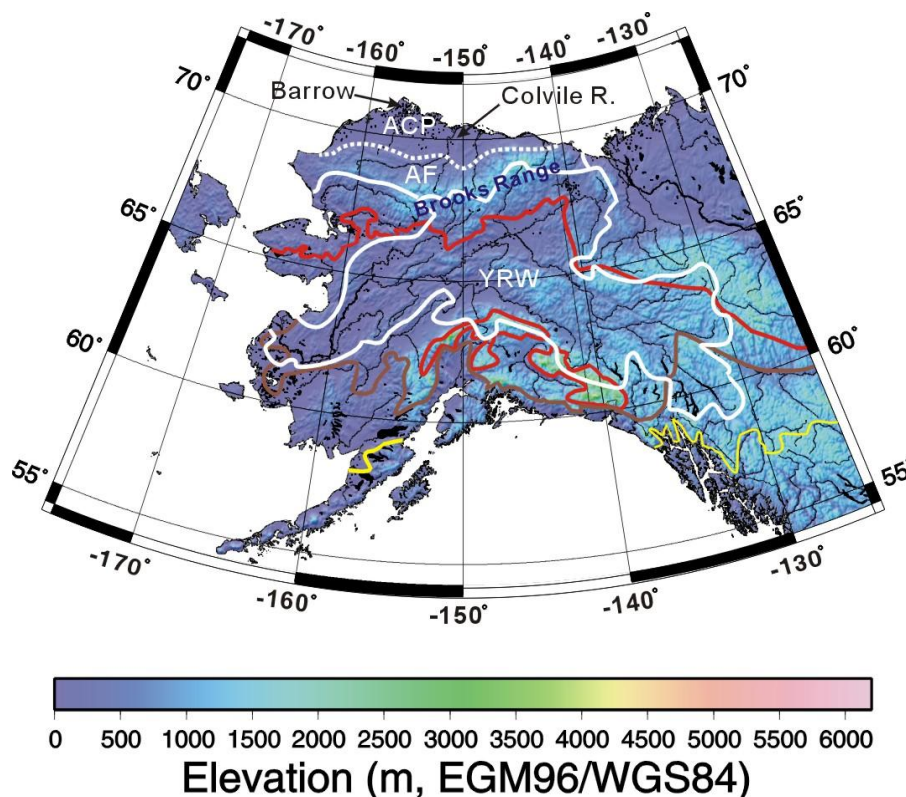 -170° -160° -150° -140° -130°
70° 70°
Barrow Colvile R.
ACP
AF
Brooks Range
65° 65°
YRW
60° 60°
55° 55°
-170° -160° -150° -140° -130°
0 500 1000 1500 2000 2500 3000 3500 4000 4500 5000 5500 6000
Elevation (m, EGM96/WGS84)